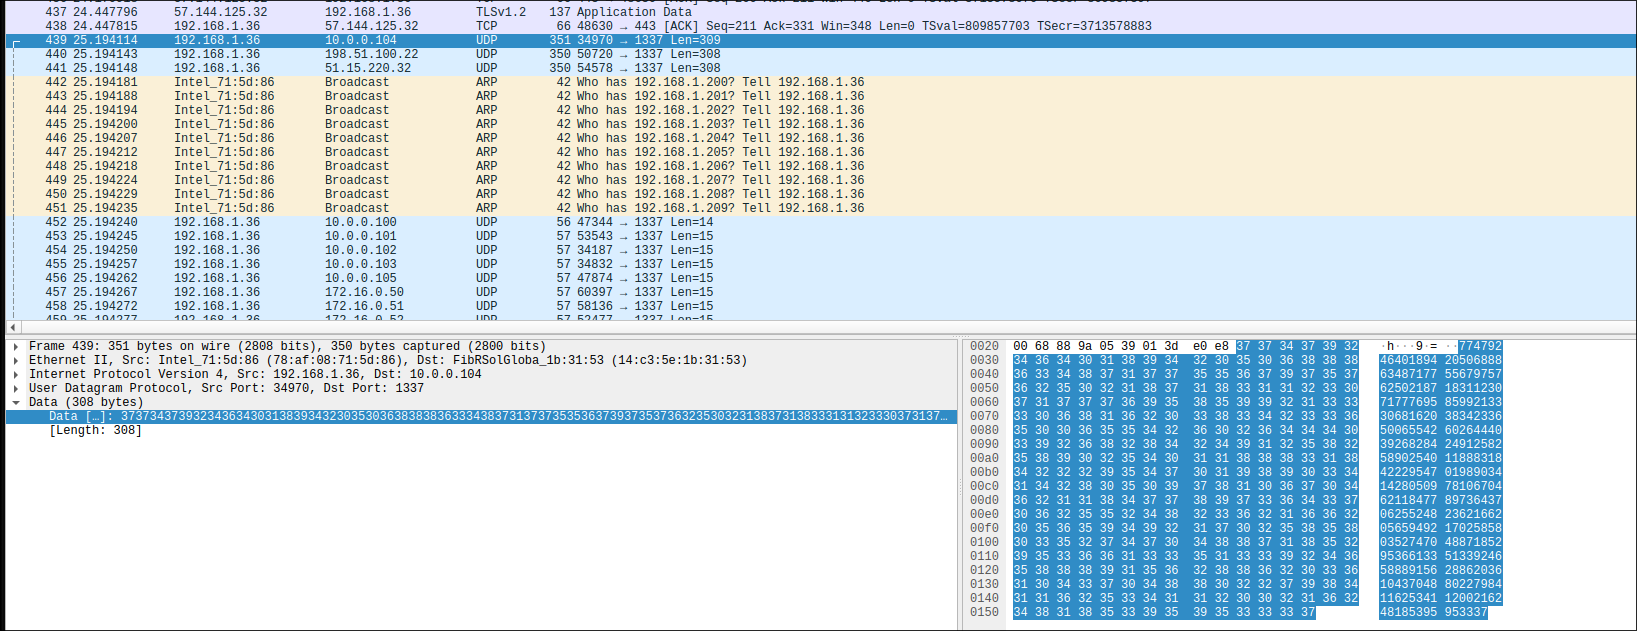 437 24.447796 57.144.125.32 192.168.1.36 TLSv1.2 137 Application Data
438 24.447815 192.168.1.36 57.144.125.32 TCP 66 48630 → 443 [ACK] Seq=211 Ack=331 Win=348 Len=0 TSval=809857703 TSecr=3713578883
439 25.194114 192.168.1.36 10.0.0.104 UDP 351 34970 → 1337 Len=309
440 25.194143 192.168.1.36 198.51.100.22 UDP 350 50720 → 1337 Len=308
441 25.194148 192.168.1.36 51.15.220.32 UDP 350 54578 → 1337 Len=308
442 25.194181 Intel_71:5d:86 Broadcast ARP 42 Who has 192.168.1.200? Tell 192.168.1.36
443 25.194188 Intel_71:5d:86 Broadcast ARP 42 Who has 192.168.1.201? Tell 192.168.1.36
444 25.194194 Intel_71:5d:86 Broadcast ARP 42 Who has 192.168.1.202? Tell 192.168.1.36
445 25.194200 Intel_71:5d:86 Broadcast ARP 42 Who has 192.168.1.203? Tell 192.168.1.36
446 25.194207 Intel_71:5d:86 Broadcast ARP 42 Who has 192.168.1.204? Tell 192.168.1.36
447 25.194212 Intel_71:5d:86 Broadcast ARP 42 Who has 192.168.1.205? Tell 192.168.1.36
448 25.194218 Intel_71:5d:86 Broadcast ARP 42 Who has 192.168.1.206? Tell 192.168.1.36
449 25.194224 Intel_71:5d:86 Broadcast ARP 42 Who has 192.168.1.207? Tell 192.168.1.36
450 25.194229 Intel_71:5d:86 Broadcast ARP 42 Who has 192.168.1.208? Tell 192.168.1.36
451 25.194235 Intel_71:5d:86 Broadcast ARP 42 Who has 192.168.1.209? Tell 192.168.1.36
452 25.194240 192.168.1.36 10.0.0.100 UDP 56 47344 → 1337 Len=14
453 25.194245 192.168.1.36 10.0.0.101 UDP 57 53543 → 1337 Len=15
454 25.194250 192.168.1.36 10.0.0.102 UDP 57 34187 → 1337 Len=15
455 25.194257 192.168.1.36 10.0.0.103 UDP 57 34832 → 1337 Len=15
456 25.194262 192.168.1.36 10.0.0.105 UDP 57 47874 → 1337 Len=15
457 25.194267 192.168.1.36 172.16.0.50 UDP 57 60397 → 1337 Len=15
458 25.194272 192.168.1.36 172.16.0.51 UDP 57 58136 → 1337 Len=15
459 25.194277 192.168.1.36 172.16.0.52 UDP 57 52477 → 1337 Len=15
Frame 439: 351 bytes on wire (2808 bits), 350 bytes captured (2800 bits)
Ethernet II, Src: Intel_71:5d:86 (78:af:08:71:5d:86), Dst: FibRSolGloba_1b:31:53 (14:c3:5e:1b:31:53)
Internet Protocol Version 4, Src: 192.168.1.36, Dst: 10.0.0.104
User Datagram Protocol, Src Port: 34970, Dst Port: 1337
Data (308 bytes)
Data […]: 373734373932343634303138393432303530363838383633343837313737353536373937353736323530323138373138333131323330373137…
[Length: 308]
0020 00 68 88 9a 05 39 01 3d e0 e8 37 37 34 37 39 32 ·h···9·= ··774792
0030 34 36 34 30 31 38 39 34 32 30 35 30 36 38 38 38 46401894 20506888
0040 36 33 34 38 37 31 37 37 35 35 36 37 39 37 35 37 63487177 55679757
0050 36 32 35 30 32 31 38 37 31 38 33 31 31 32 33 30 62502187 18311230
0060 37 31 37 37 37 36 39 35 38 35 39 39 32 31 33 33 71777695 85992133
0070 33 30 36 38 31 36 32 30 33 38 33 34 32 33 33 36 30681620 38342336
0080 35 30 30 36 35 35 34 32 36 30 32 36 34 34 34 30 50065542 60264440
0090 33 39 32 36 38 32 38 34 32 34 39 31 32 35 38 32 39268284 24912582
00a0 35 38 39 30 32 35 34 30 31 31 38 38 38 33 31 38 58902540 11888318
00b0 34 32 32 32 39 35 34 37 30 31 39 38 39 30 33 34 42229547 01989034
00c0 31 34 32 38 30 35 30 39 37 38 31 30 36 37 30 34 14280509 78106704
00d0 36 32 31 31 38 34 37 37 38 39 37 33 36 34 33 37 62118477 89736437
00e0 30 36 32 35 35 32 34 38 32 33 36 32 31 36 36 32 06255248 23621662
00f0 30 35 36 35 39 34 39 32 31 37 30 32 35 38 35 38 05659492 17025858
0100 30 33 35 32 37 34 37 30 34 38 38 37 31 38 35 32 03527470 48871852
0110 39 35 33 36 36 31 33 33 35 31 33 33 39 32 34 36 95366133 51339246
0120 35 38 38 38 39 31 35 36 32 38 38 36 32 30 33 36 58889156 28862036
0130 31 30 34 33 37 30 34 38 38 30 32 32 37 39 38 34 10437048 80227984
0140 31 31 36 32 35 33 34 31 31 32 30 30 32 31 36 32 11625341 12002162
0150 34 38 31 38 35 33 39 35 39 35 33 33 33 37 48185395 953337